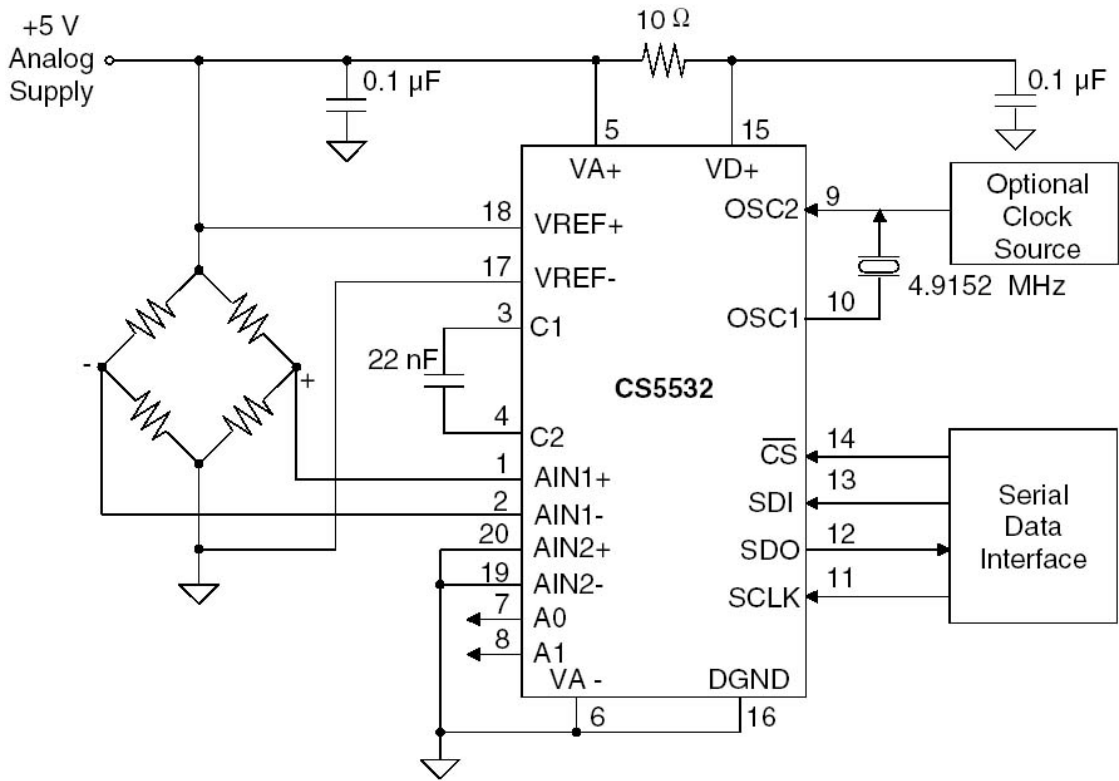 +5 V
Analog
Supply
10 Ω
0.1 µF
0.1 µF
5
15
VA+
VD+
18
VREF+
17
VREF-
3
C1
22 nF
4
C2
1
AIN1+
2
AIN1-
20
AIN2+
19
AIN2-
7
A0
8
A1
VA -
6
DGND
16
CS5532
OSC2
9
OSC1
10
4.9152 MHz
Optional
Clock
Source
CS
14
SDI
13
SDO
12
SCLK
11
Serial
Data
Interface
-
+